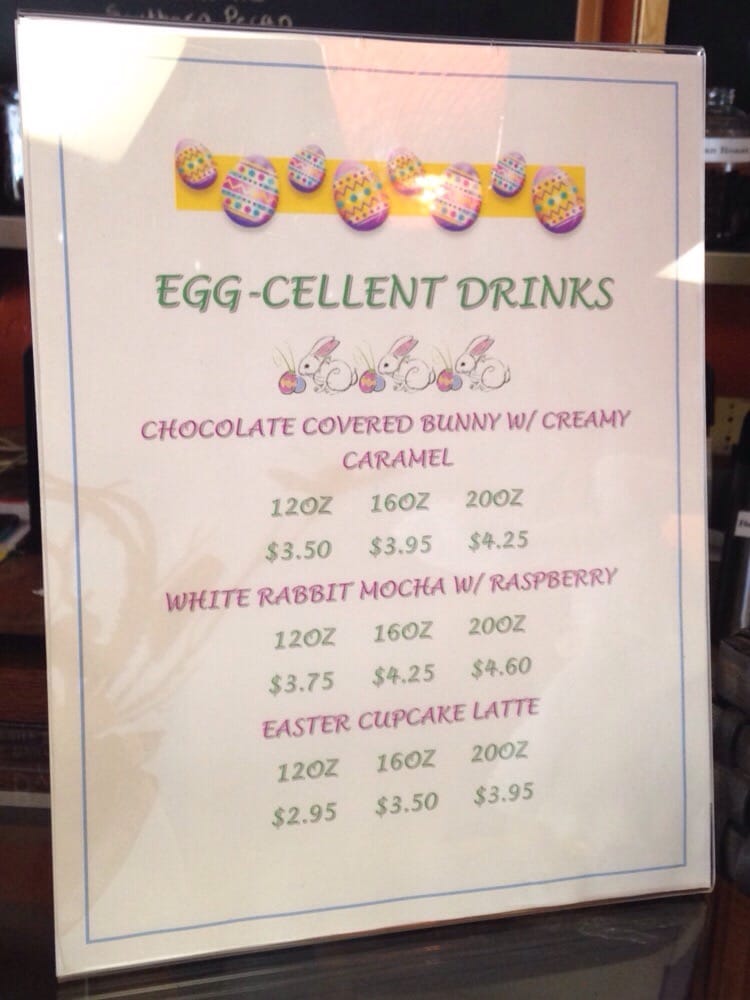 Southern Pecan
EGG-CELLENT DRINKS
CHOCOLATE COVERED BUNNY W/ CREAMY
CARAMEL
12OZ 16OZ 20OZ
$3.50 $3.95 $4.25
WHITE RABBIT MOCHA W/ RASPBERRY
12OZ 16OZ 20OZ
$3.75 $4.25 $4.60
EASTER CUPCAKE LATTE
12OZ 16OZ 20OZ
$2.95 $3.50 $3.95